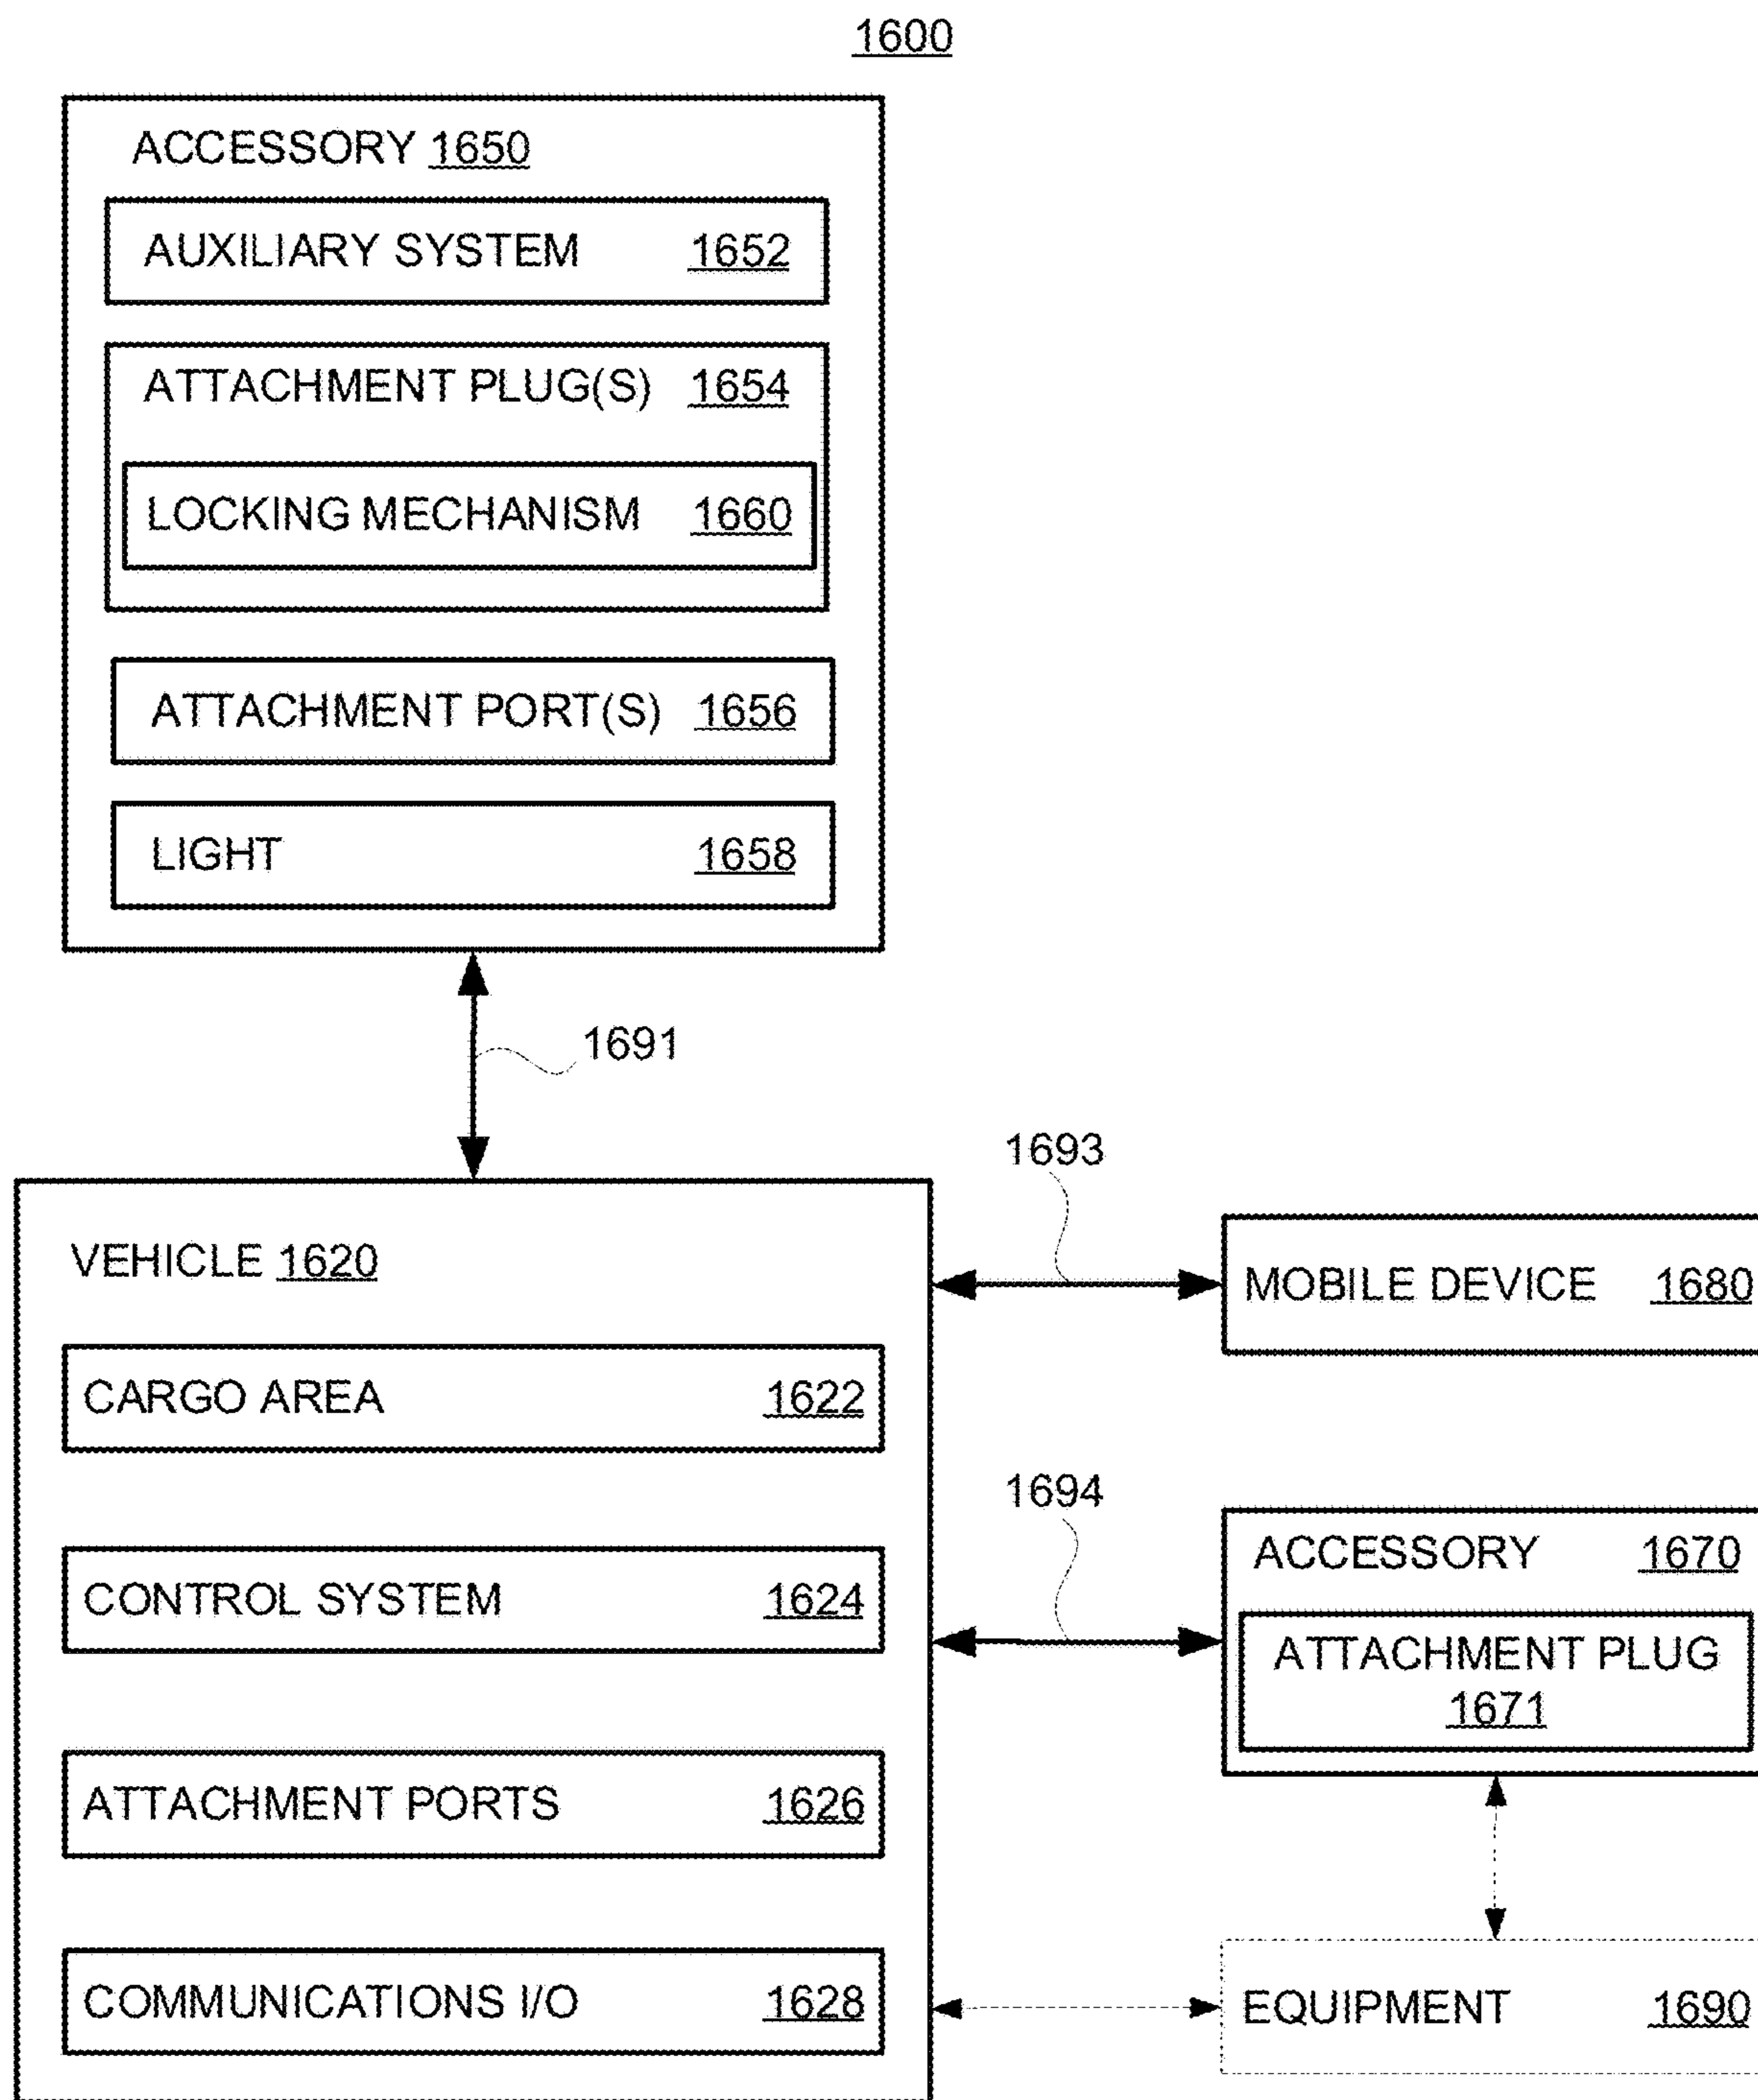 1600
ACCESSORY 1650
AUXILIARY SYSTEM 1652
ATTACHMENT PLUG(S) 1654
LOCKING MECHANISM 1660
ATTACHMENT PORT(S) 1656
LIGHT 1658
1691
VEHICLE 1620
CARGO AREA 1622
CONTROL SYSTEM 1624
ATTACHMENT PORTS 1626
COMMUNICATIONS I/O 1628
1693
MOBILE DEVICE 1680
1694
ACCESSORY 1670
ATTACHMENT PLUG
1671
EQUIPMENT 1690